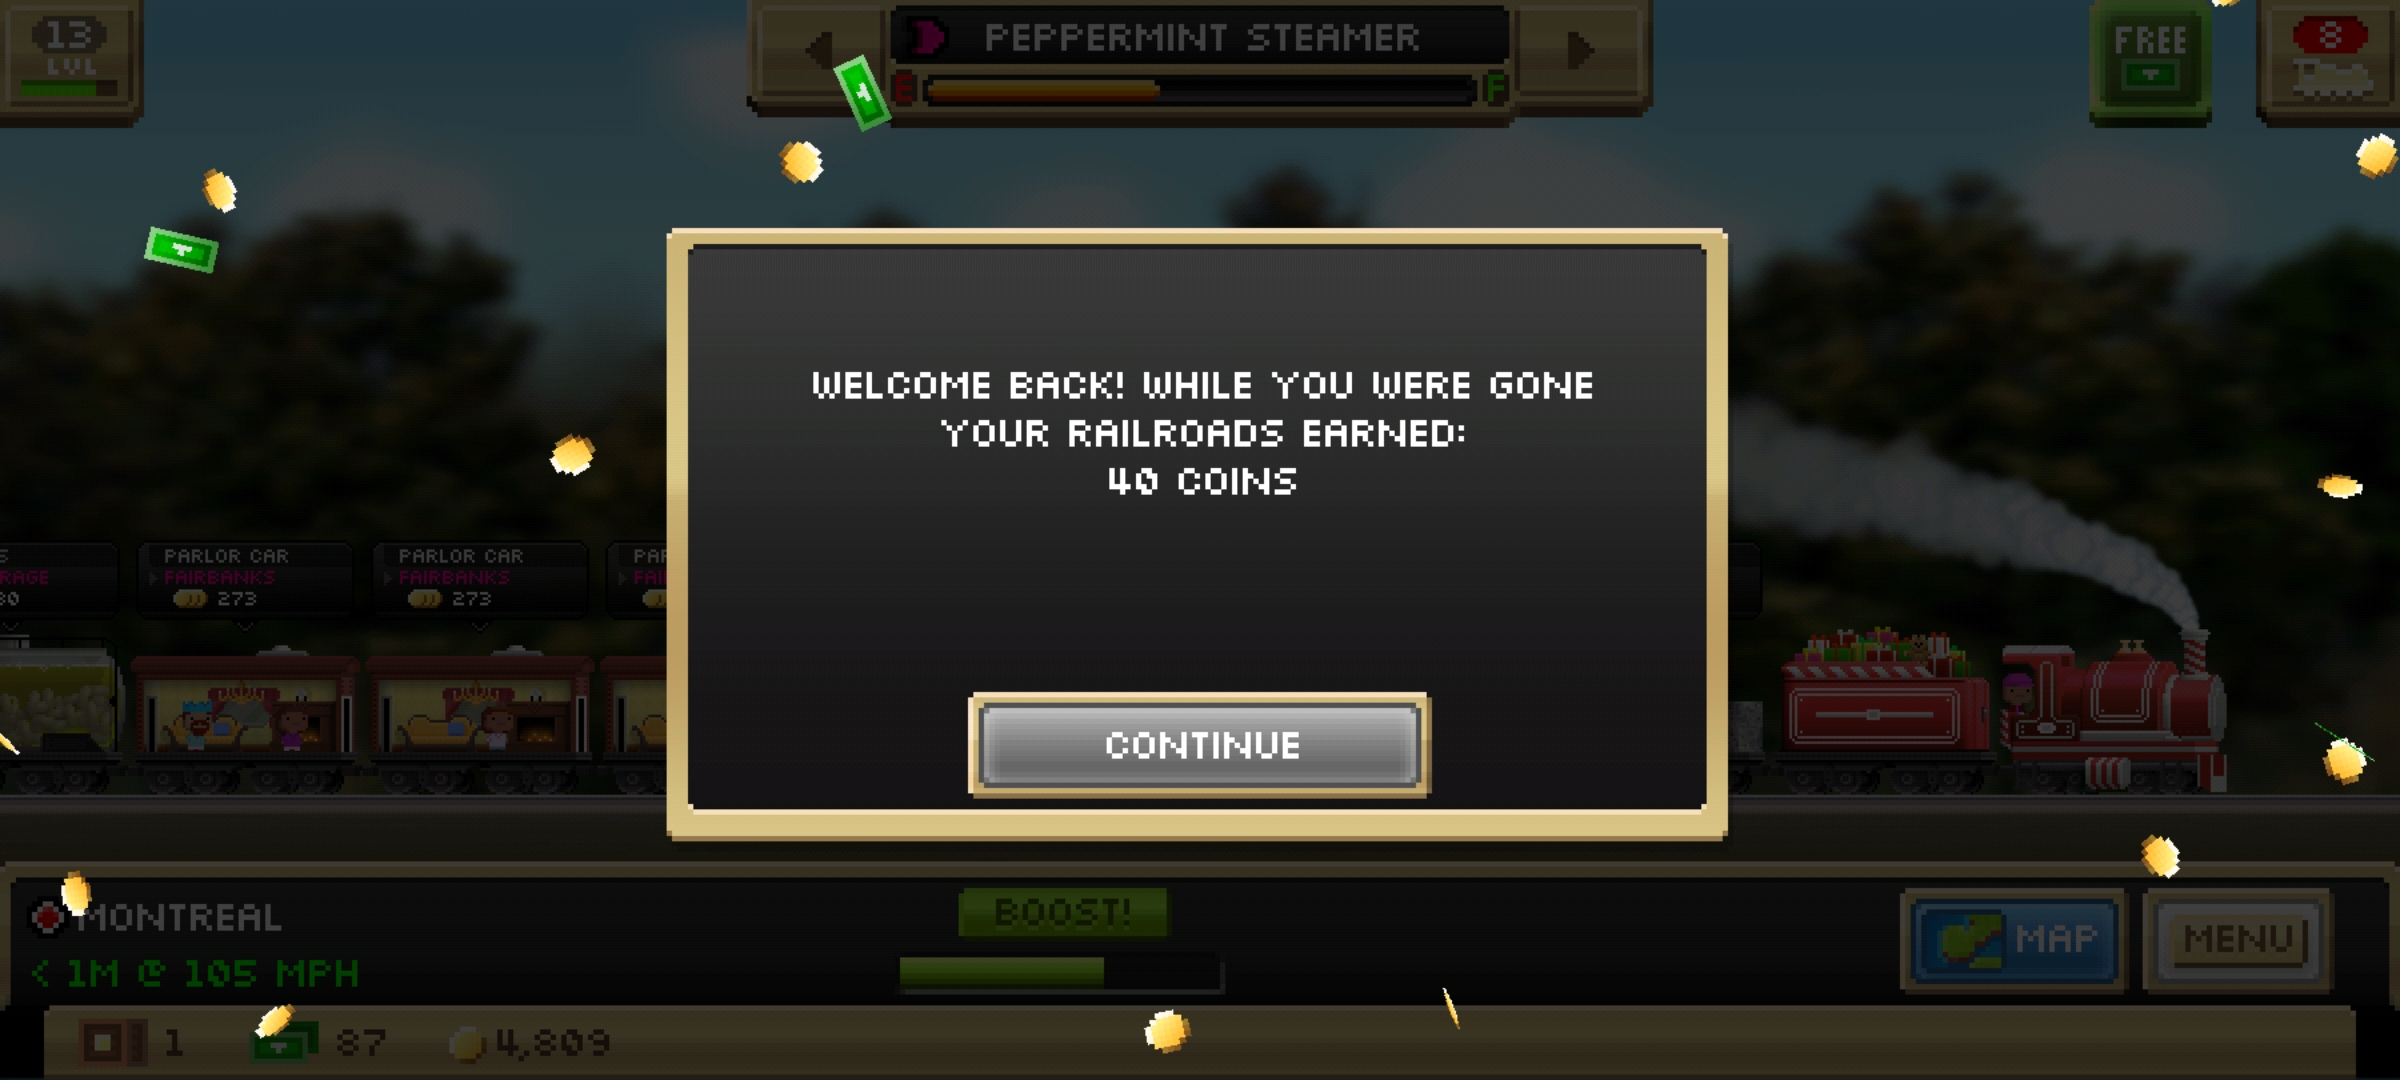 13
LVL
PEPPERMINT STEAMER
E F
FREE
8
WELCOME BACK! WHILE YOU WERE GONE
YOUR RAILROADS EARNED:
40 COINS
PARLOR CAR
FAIRBANKS
273
PARLOR CAR
FAIRBANKS
273
CONTINUE
MONTREAL
< 1M @ 105 MPH
BOOST!
MAP
MENU
1
87
4,809